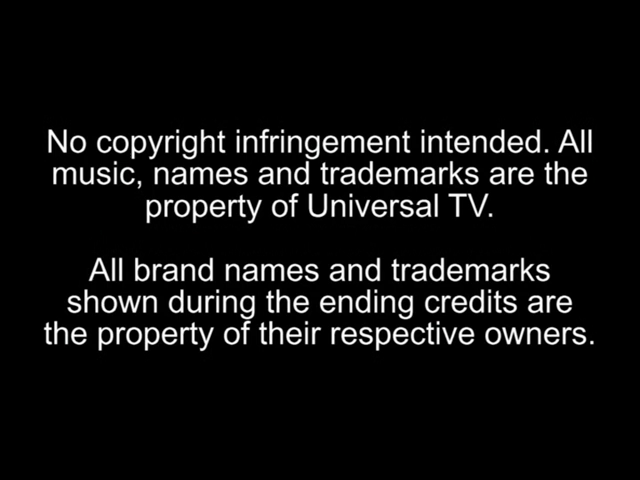 No copyright infringement intended. All
music, names and trademarks are the
property of Universal TV.
All brand names and trademarks
shown during the ending credits are
the property of their respective owners.